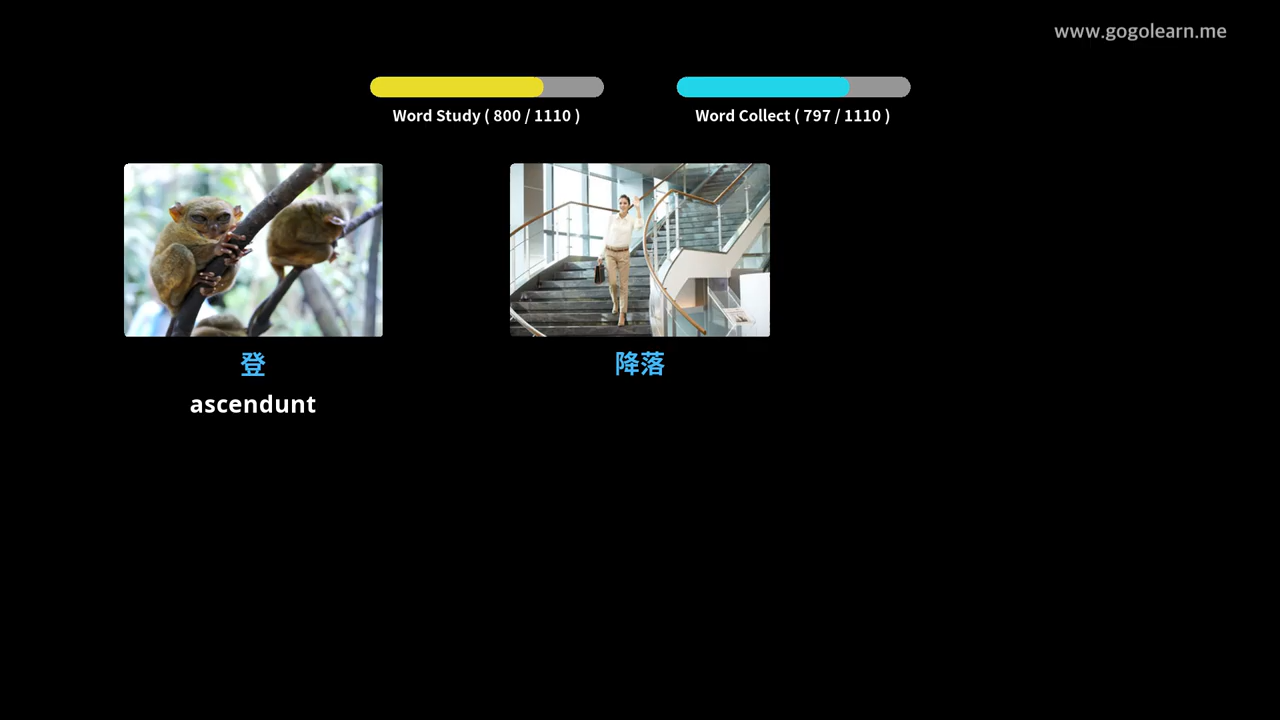 www.gogolearn.me
Word Study ( 800 / 1110 )
Word Collect ( 797 / 1110 )
登
降落
ascendunt